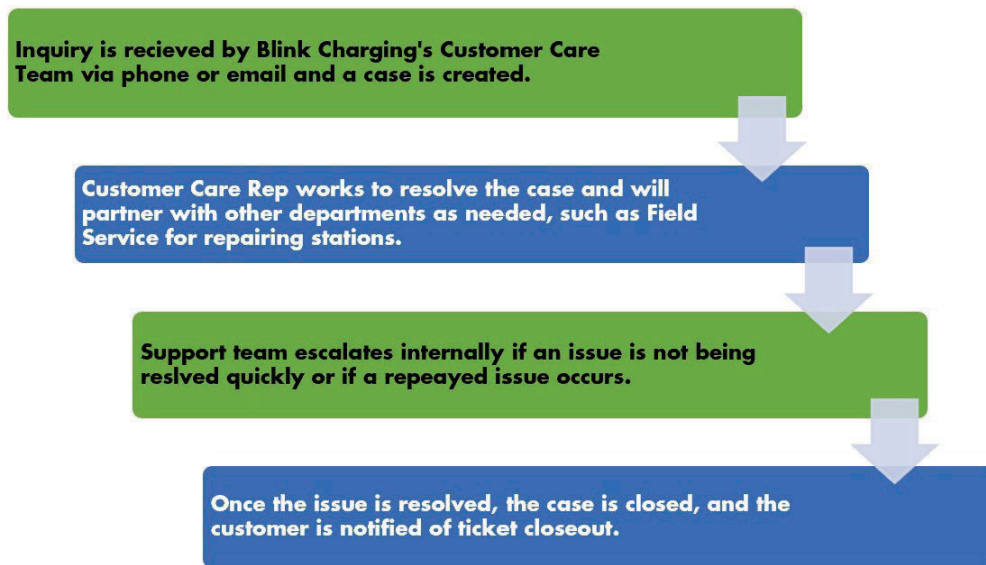 Inquiry is recieved by Blink Charging's Customer Care
Team via phone or email and a case is created.
Customer Care Rep works to resolve the case and will
partner with other departments as needed, such as Field
Service for repairing stations.
Support team escalates internally if an issue is not being
reslved quickly or if a repeayed issue occurs.
Once the issue is resolved, the case is closed, and the
customer is notified of ticket closeout.